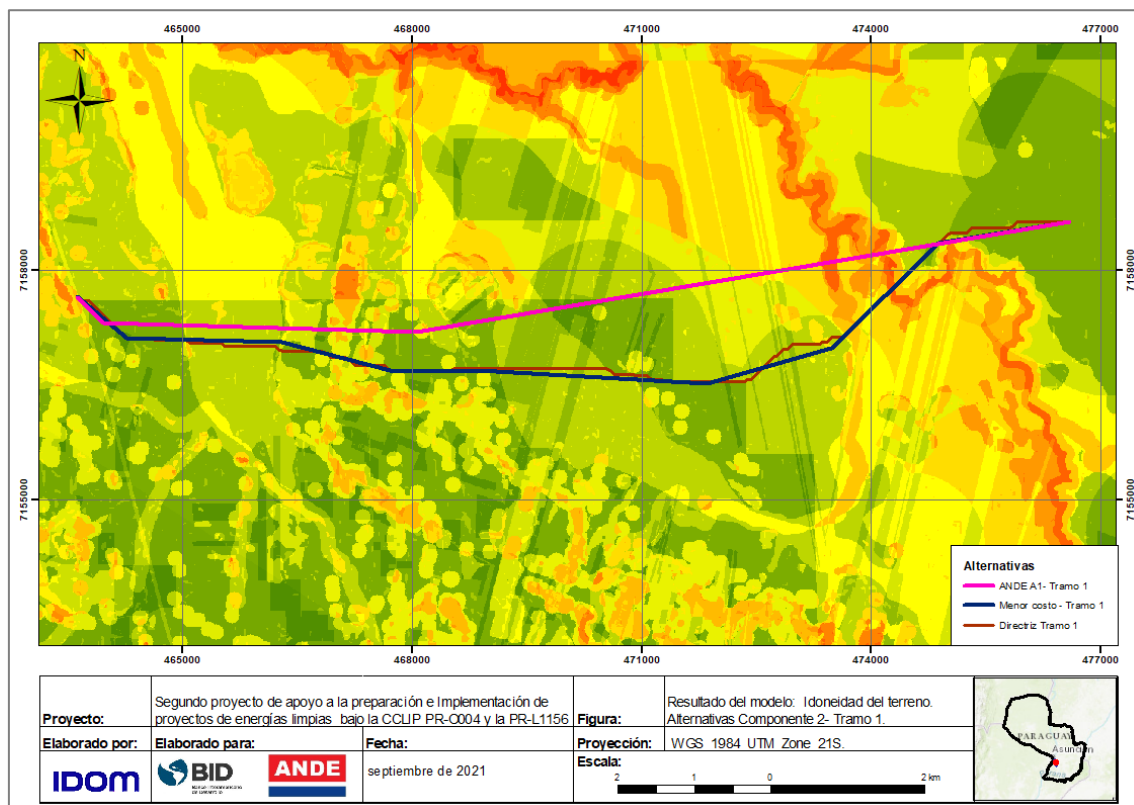 465000 468000 471000 474000 477000
N
7158000 7158000
7155000 7155000
Alternativas
ANDE A1- Tramo 1
Menor costo - Tramo 1
Directriz Tramo 1
465000 468000 471000 474000 477000
Proyecto:
Segundo proyecto de apoyo a la preparación e Implementación de
proyectos de energías limpias bajo la CCLIP PR-O004 y la PR-L1156
Figura:
Resultado del modelo: Idoneidad del terreno.
Alternativas Componente 2- Tramo 1.
Elaborado por:
Elaborado para:
Fecha:
Proyección:
WGS 1984 UTM Zone 21S.
IDOM
BID
ANDE
septiembre de 2021
Escala:
2 1 0 2 km
PARAGUAY